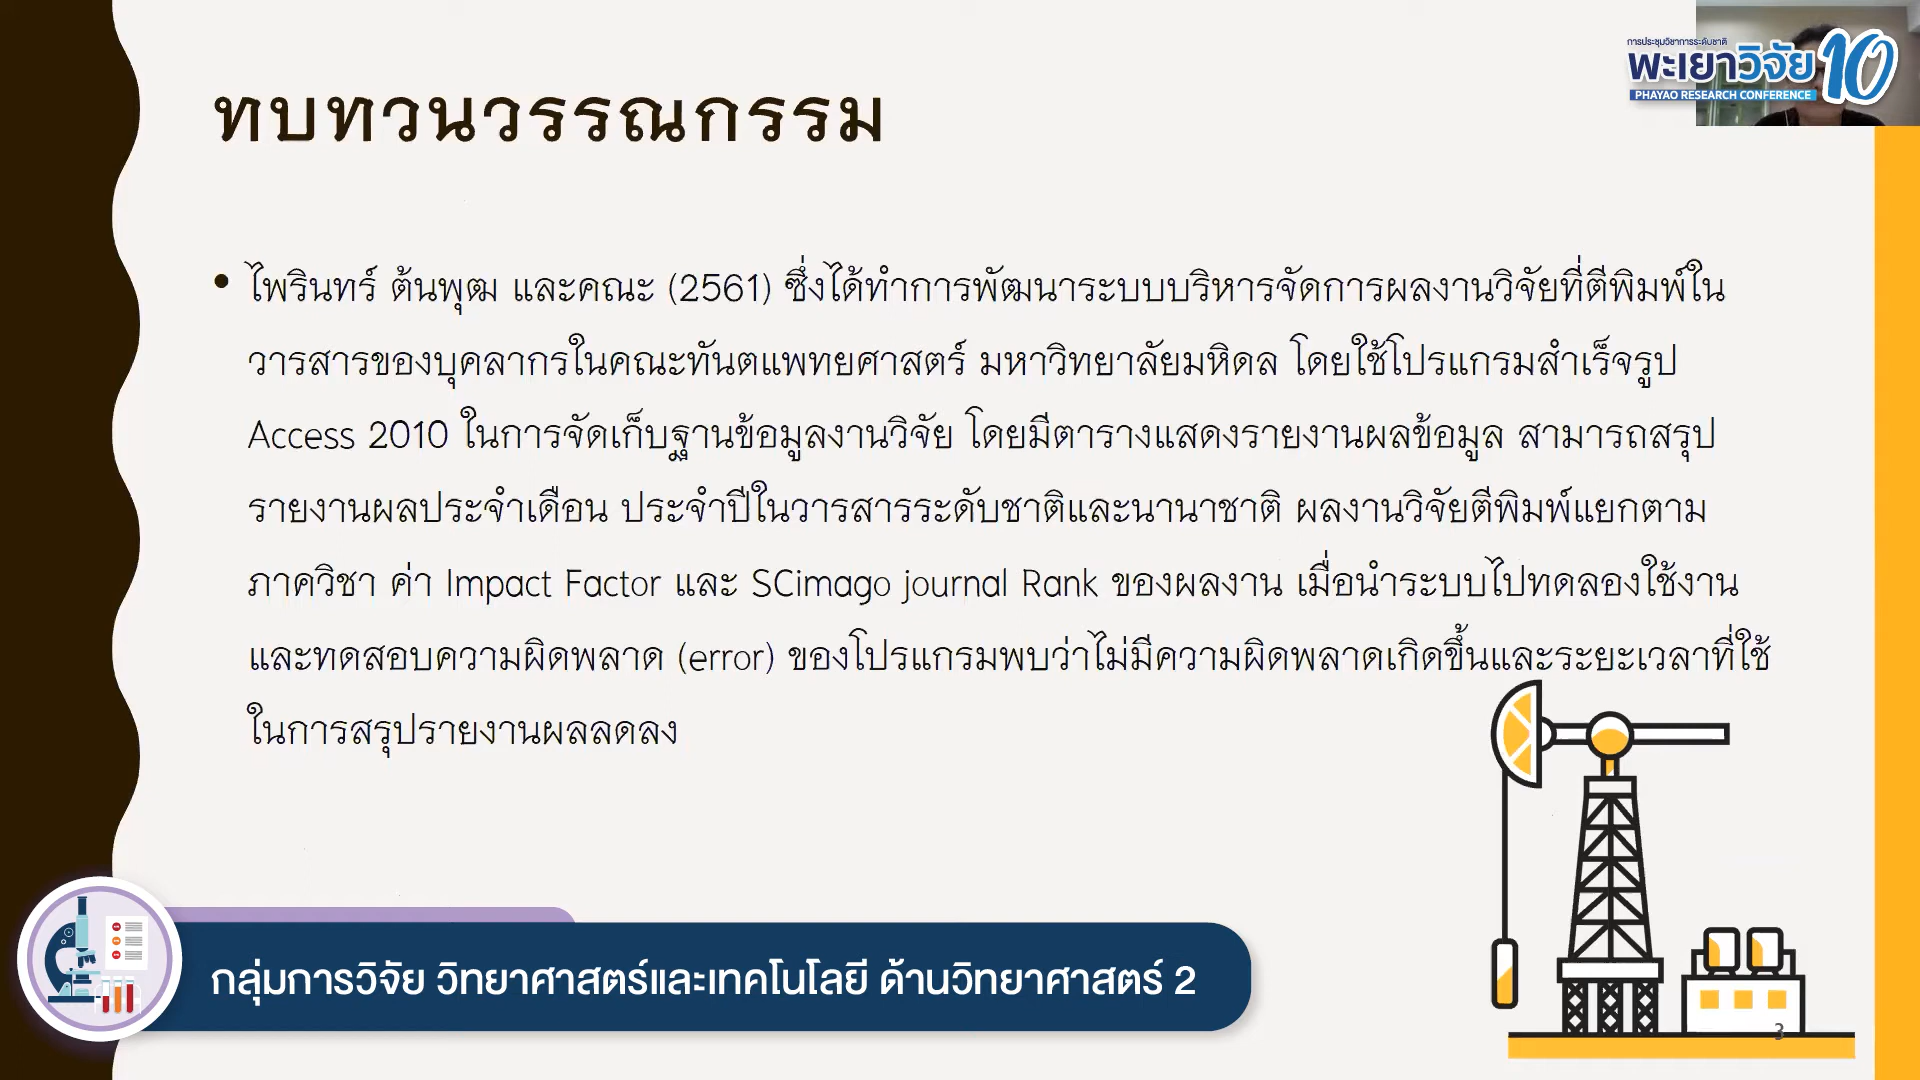 การประชุมวิชาการระดับชาติ
พะเยาวิจัย 10
PHAYAO RESEARCH CONFERENCE
ทบทวนวรรณกรรม
• ไพรินทร์ ต้นพุฒ และคณะ (2561) ซึ่งได้ทำการพัฒนาระบบบริหารจัดการผลงานวิจัยที่ตีพิมพ์ใน
วารสารของบุคลากรในคณะทันตแพทยศาสตร์ มหาวิทยาลัยมหิดล โดยใช้โปรแกรมสำเร็จรูป
Access 2010 ในการจัดเก็บฐานข้อมูลงานวิจัย โดยมีตารางแสดงรายงานผลข้อมูล สามารถสรุป
รายงานผลประจำเดือน ประจำปีในวารสารระดับชาติและนานาชาติ ผลงานวิจัยตีพิมพ์แยกตาม
ภาควิชา ค่า Impact Factor และ SCimago journal Rank ของผลงาน เมื่อนำระบบไปทดลองใช้งาน
และทดสอบความผิดพลาด (error) ของโปรแกรมพบว่าไม่มีความผิดพลาดเกิดขึ้นและระยะเวลาที่ใช้
ในการสรุปรายงานผลลดลง
กลุ่มการวิจัย วิทยาศาสตร์และเทคโนโลยี ด้านวิทยาศาสตร์ 2
3